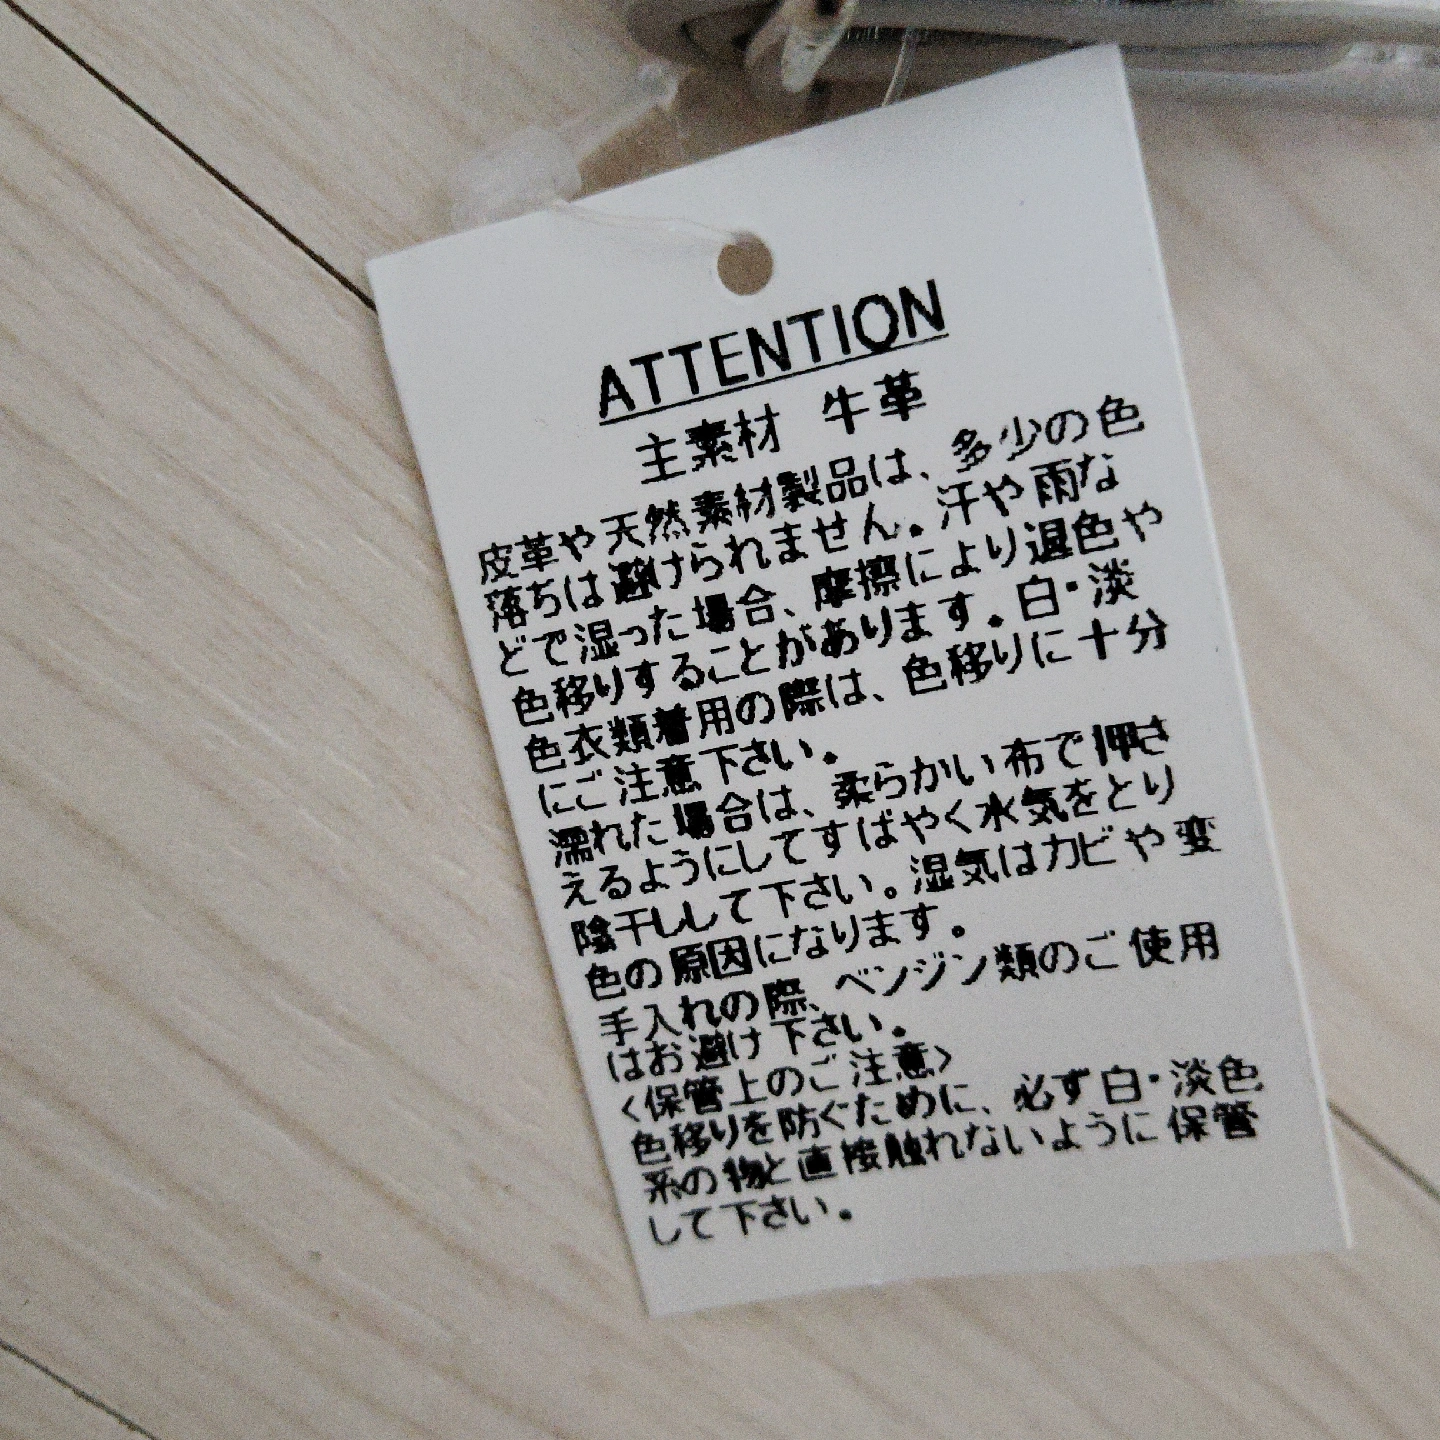 ATTENTION
主素材 牛革
皮革や天然素材製品は、多少の色
落ちは避けられません。汗や雨な
どで湿った場合、摩擦により退色や
色移りすることがあります。白・淡
色衣類着用の際は、色移りに十分
にご注意下さい。
濡れた場合は、柔らかい布で押さ
えるようにしてすばやく水気をとり
陰干しして下さい。湿気はカビや変
色の原因になります。
手入れの際、ベンジン類のご使用
はお避け下さい。
<保管上のご注意>
色移りを防ぐために、必ず白・淡色
系の物と直接触れないように保管
して下さい。